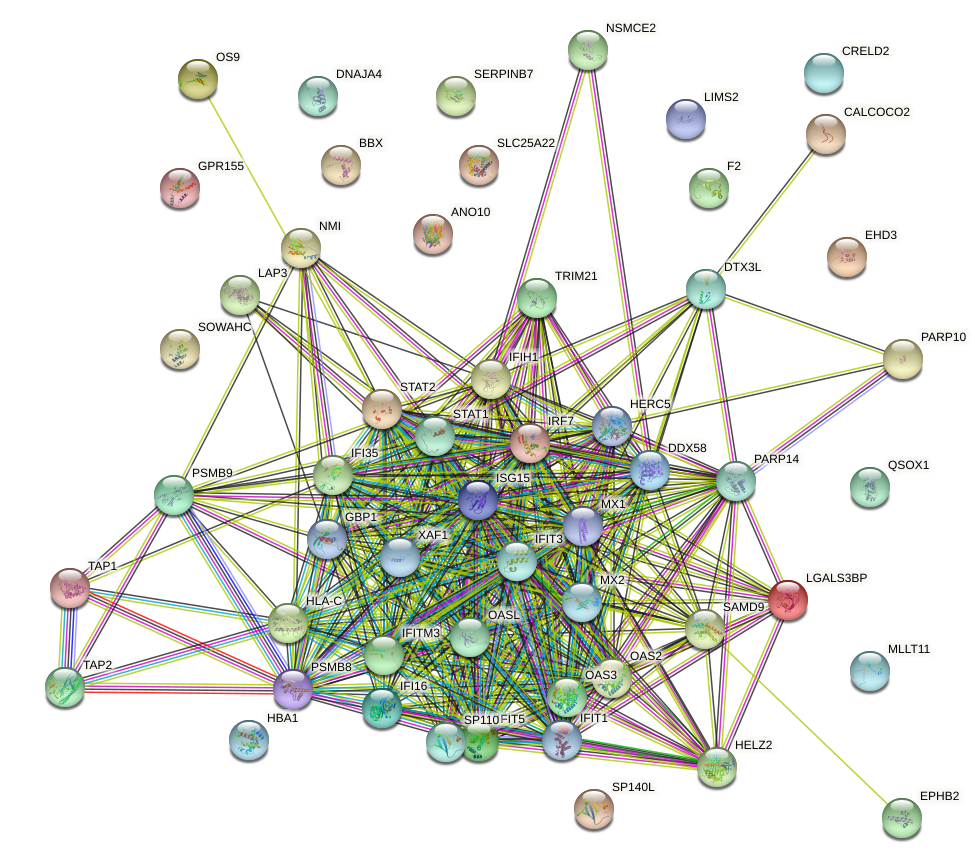 NSMCE2
CRELD2
OS9
DNAJA4
SERPINB7
LIMS2
CALCOCO2
BBX
SLC25A22
GPR155
F2
ANO10
NMI
EHD3
LAP3
TRIM21
DTX3L
SOWAHC
PARP10
IFIH1
STAT2
HERC5
STAT1
IRF7
DDX58
IFI35
PARP14
QSOX1
PSMB9
ISG15
MX1
GBP1
XAF1
IFIT3
TAP1
MX2
LGALS3BP
HLA-C
SAMD9
OASL
IFITM3
OAS2
MLLT11
TAP2
PSMB8
OAS3
IFI16
HBA1
SP110
FIT5
IFIT1
HELZ2
SP140L
EPHB2